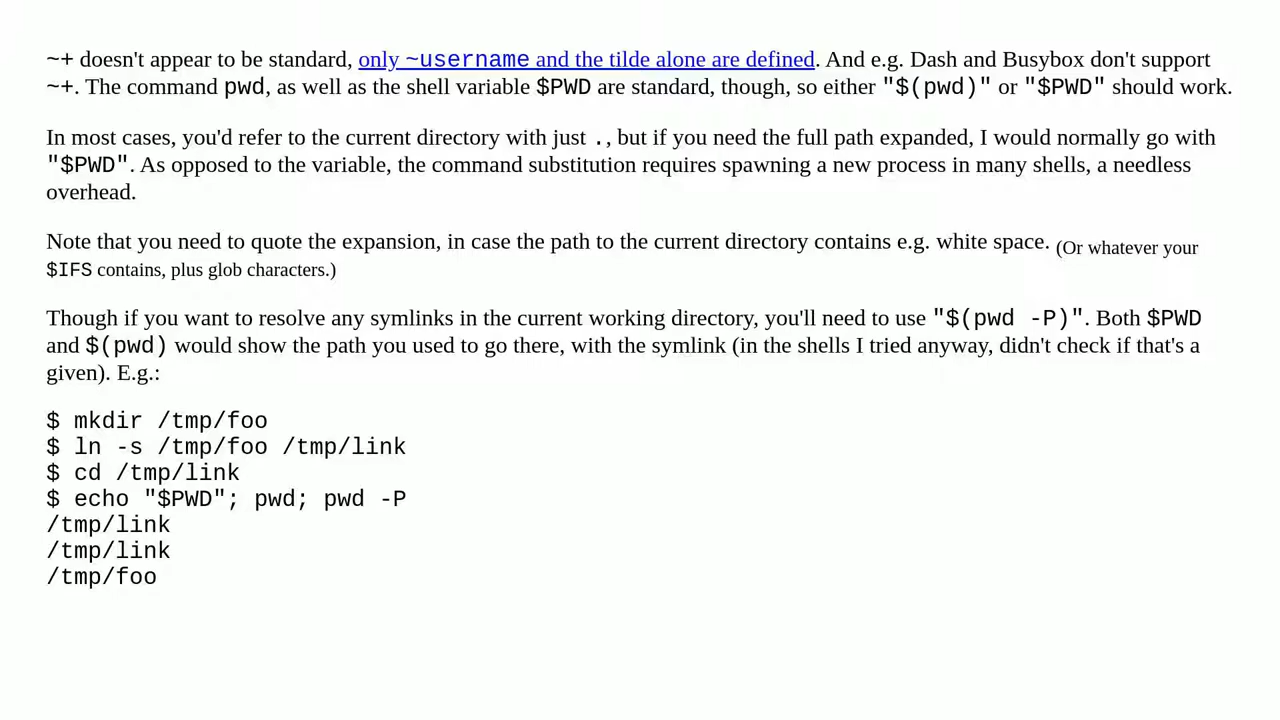 ~+ doesn't appear to be standard, only ~username and the tilde alone are defined. And e.g. Dash and Busybox don't support
~+. The command pwd, as well as the shell variable $PWD are standard, though, so either "$(pwd)" or "$PWD" should work.
In most cases, you'd refer to the current directory with just ., but if you need the full path expanded, I would normally go with
"$PWD". As opposed to the variable, the command substitution requires spawning a new process in many shells, a needless
overhead.
Note that you need to quote the expansion, in case the path to the current directory contains e.g. white space. (Or whatever your
$IFS contains, plus glob characters.)
Though if you want to resolve any symlinks in the current working directory, you'll need to use "$(pwd -P)". Both $PWD
and $(pwd) would show the path you used to go there, with the symlink (in the shells I tried anyway, didn't check if that's a
given). E.g.:
$ mkdir /tmp/foo
$ ln -s /tmp/foo /tmp/link
$ cd /tmp/link
$ echo "$PWD"; pwd; pwd -P
/tmp/link
/tmp/link
/tmp/foo